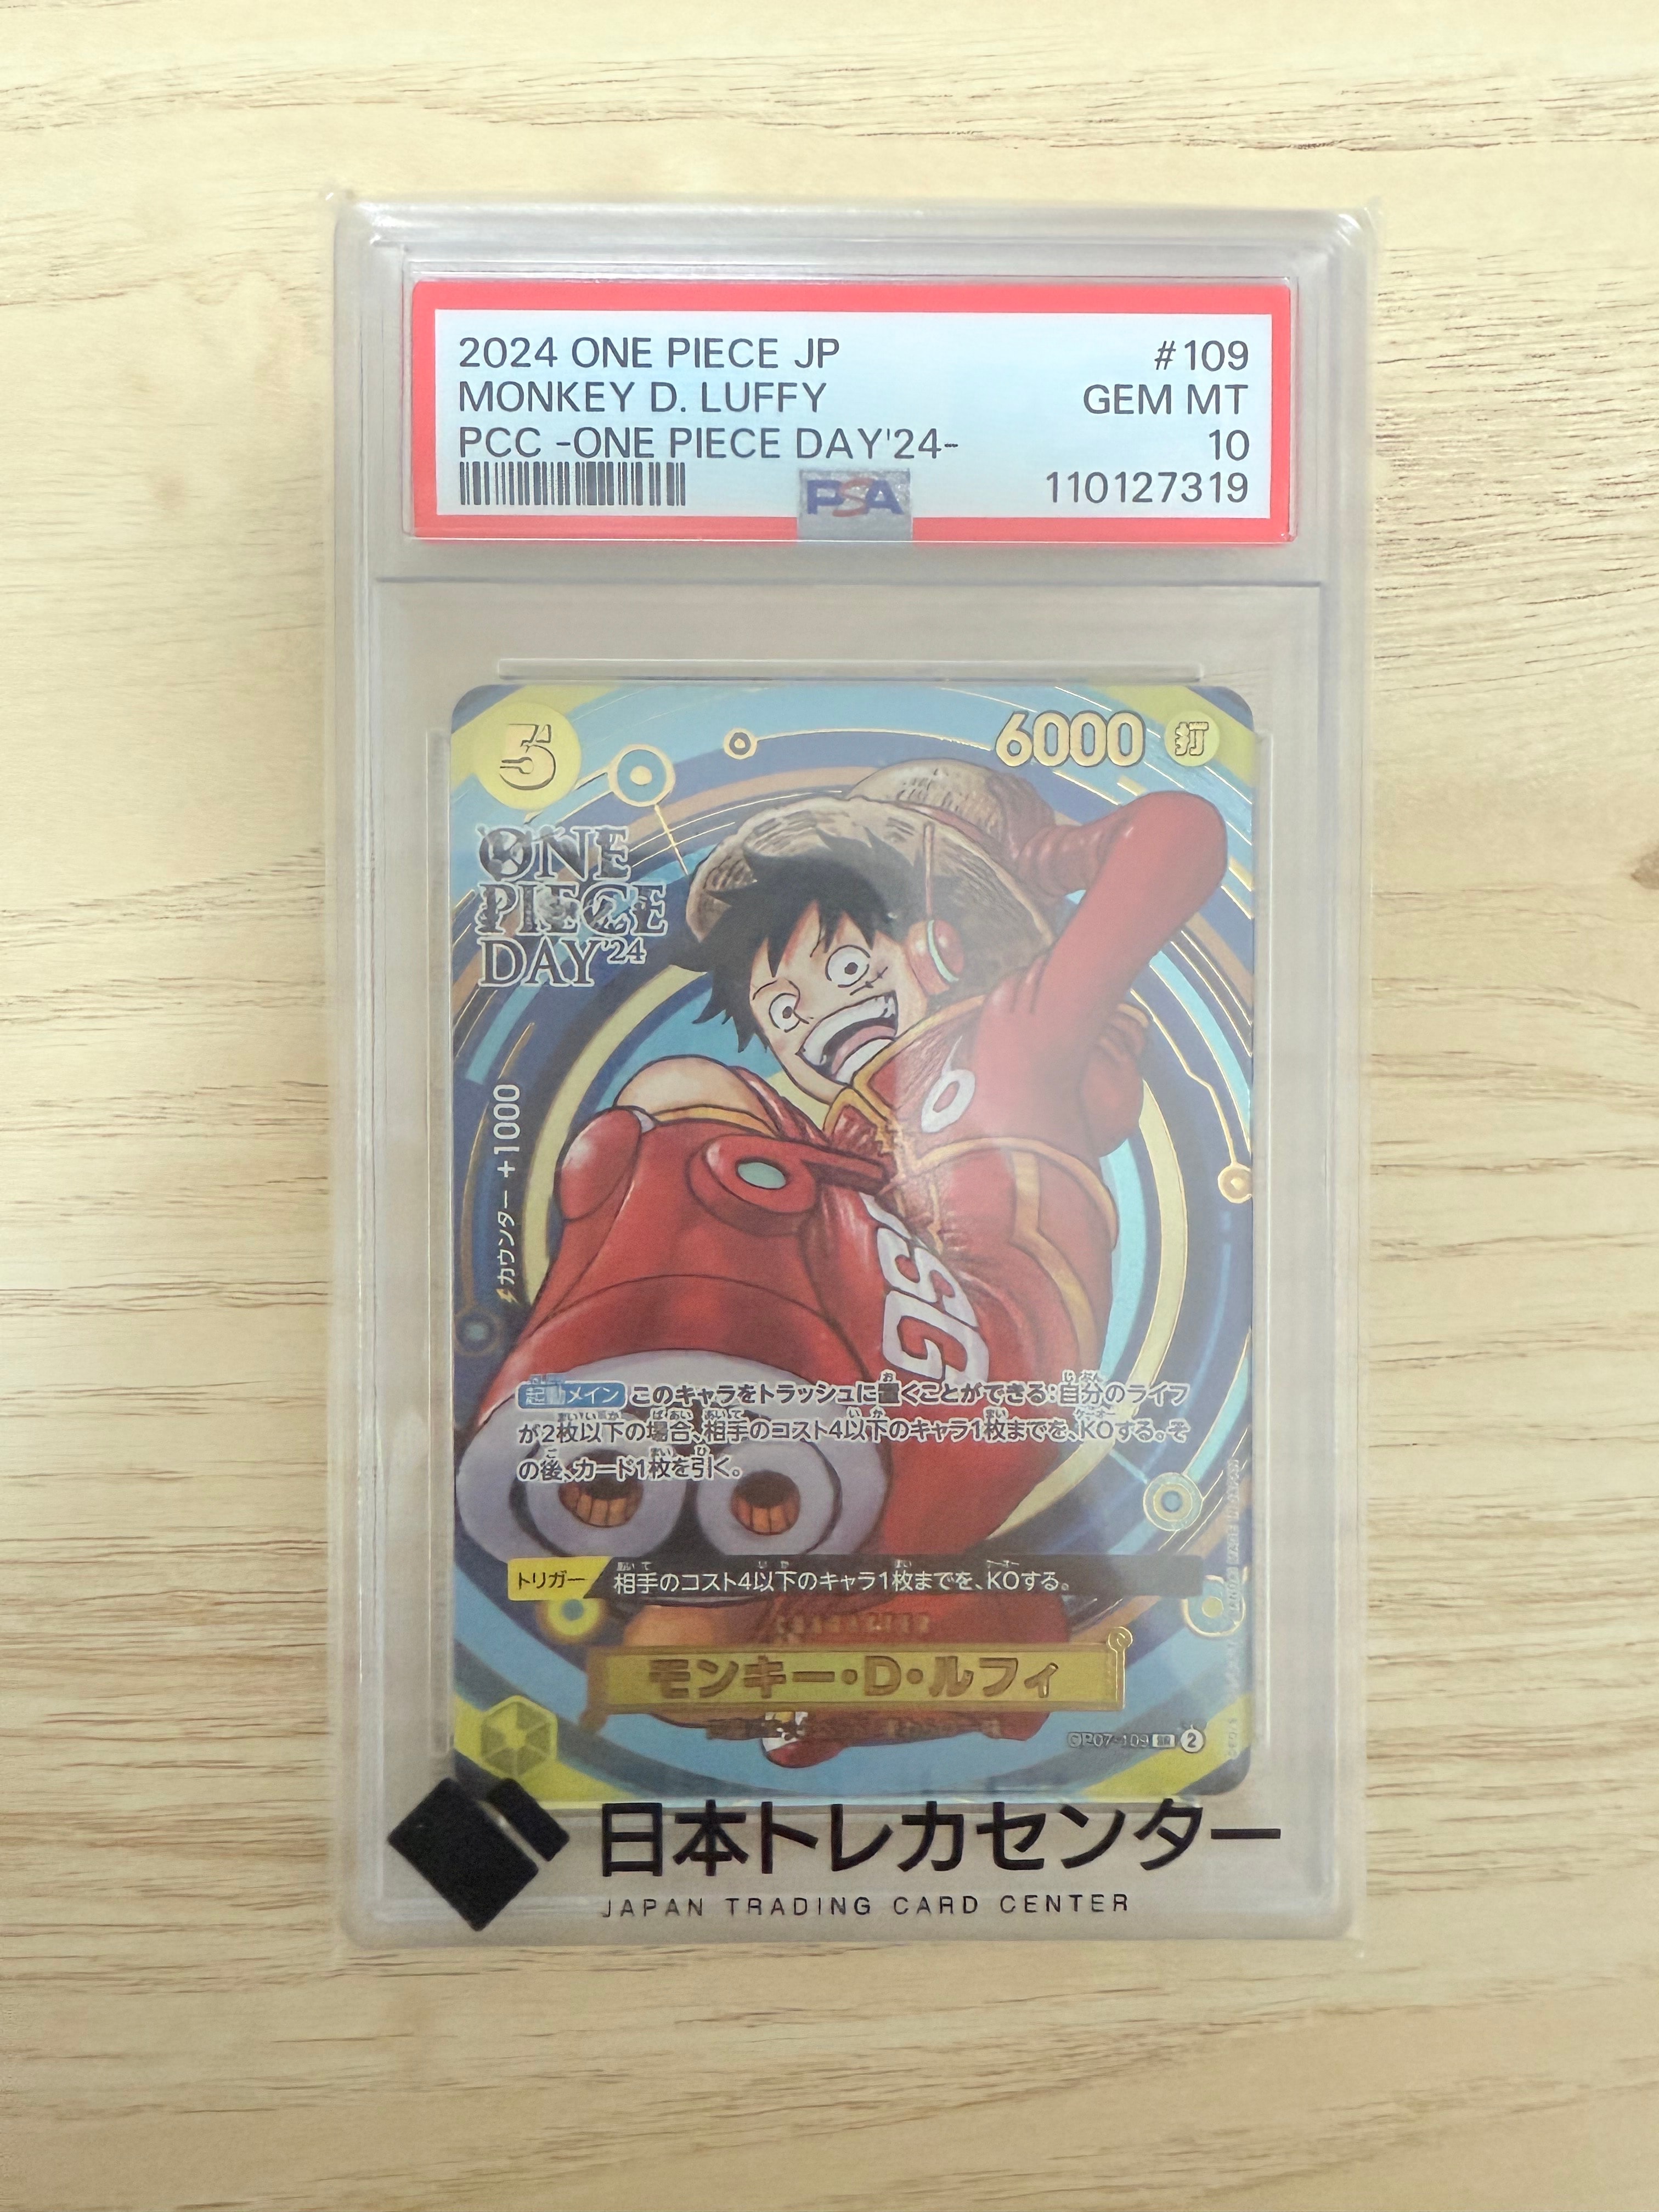 2024 ONE PIECE JP #109
MONKEY D. LUFFY GEM MT
PCC -ONE PIECE DAY'24- 10
PSA 110127319
5 6000 打
ONE
PIECE
DAY'24
カウンター +1000
09
SG
起動メイン このキャラをトラッシュに置くことができる:自分のライフ
が2枚以下の場合、相手のコスト4以下のキャラ1枚までを、KOする。そ
の後、カード1枚を引く。
トリガー 相手のコスト4以下のキャラ1枚までを、KOする。
モンキー・D・ルフィ
OP07-109 SR 2
日本トレカセンター
JAPAN TRADING CARD CENTER